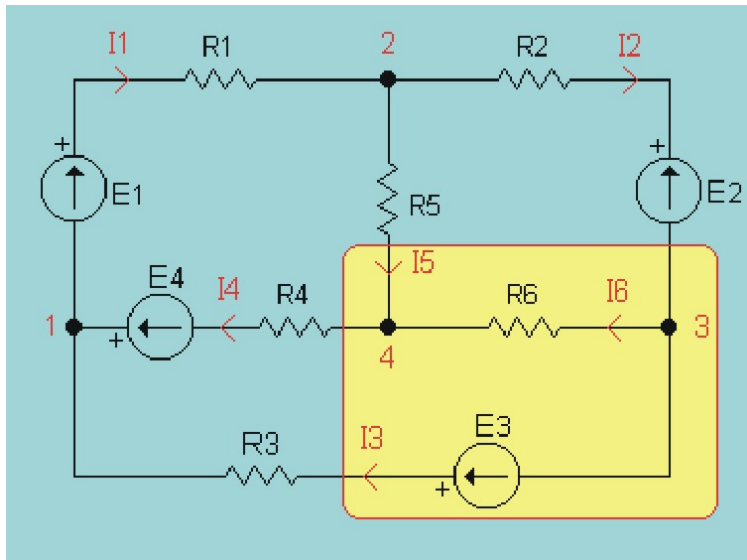 I1 R1 2 R2 I2
+ +
E1 R5 E2
E4 I4 R4 I5 R6 I6
1 + 4 3
R3 I3 E3
+